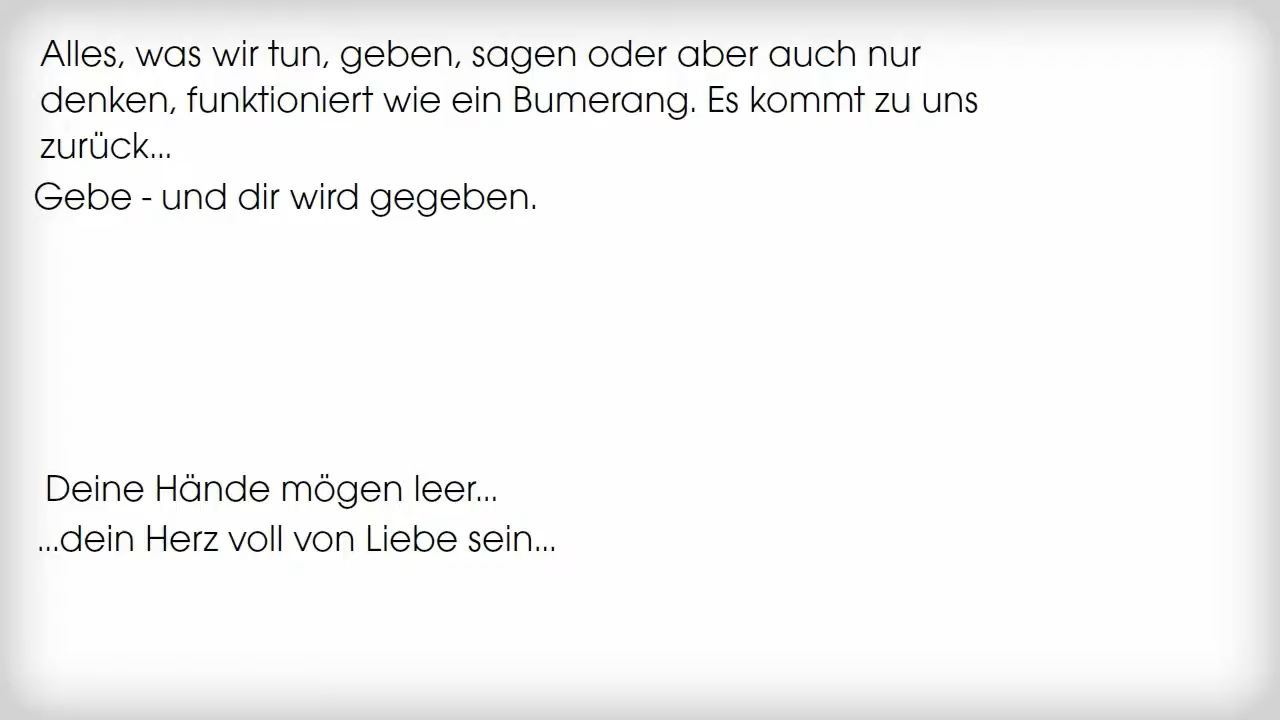 Alles, was wir tun, geben, sagen oder aber auch nur
denken, funktioniert wie ein Bumerang. Es kommt zu uns
zurück...
Gebe - und dir wird gegeben.
Deine Hände mögen leer...
...dein Herz voll von Liebe sein...